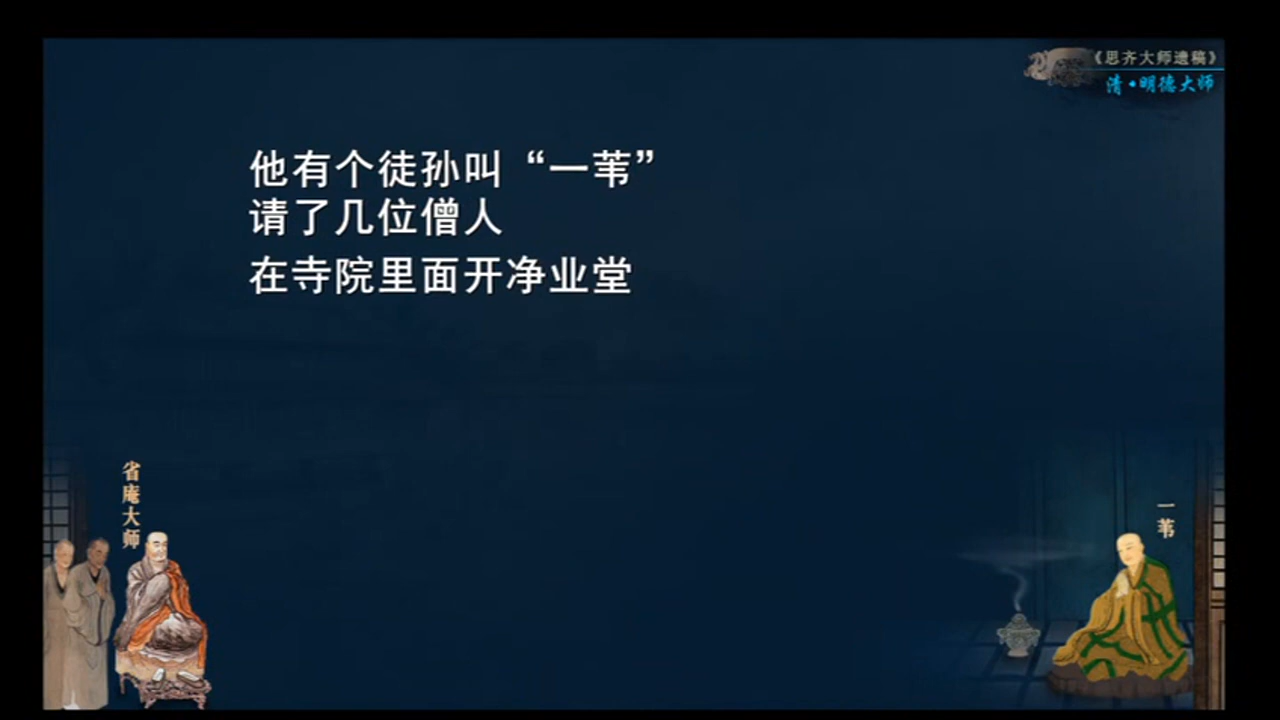 《思齐大师遗稿》
清·明德大师
他有个徒孙叫“一苇”
请了几位僧人
在寺院里面开净业堂
省庵大师
一苇